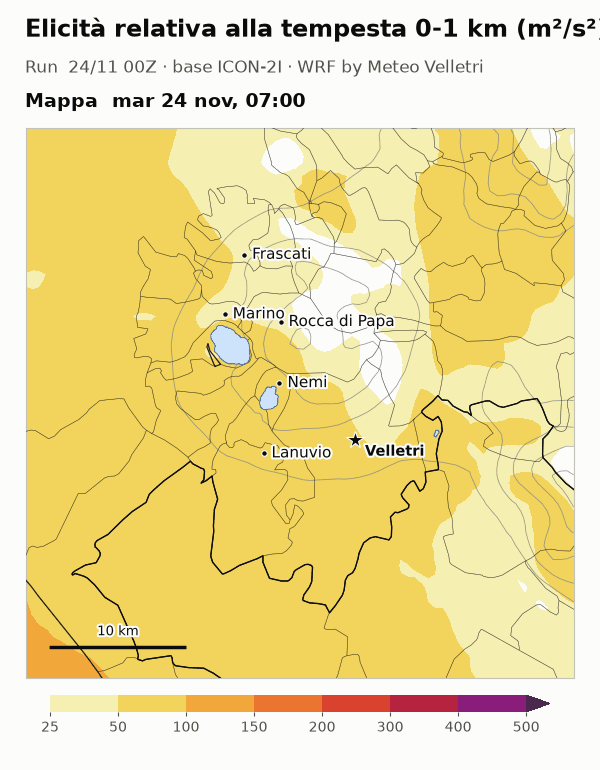 Elicità relativa alla tempesta 0-1 km (m²/s²)
Run  24/11 00Z · base ICON-2I · WRF by Meteo Velletri
Mappa  mar 24 nov, 07:00
Frascati
Marino
Rocca di Papa
Nemi
Velletri
Lanuvio
10 km
25 50 100 150 200 300 400 500